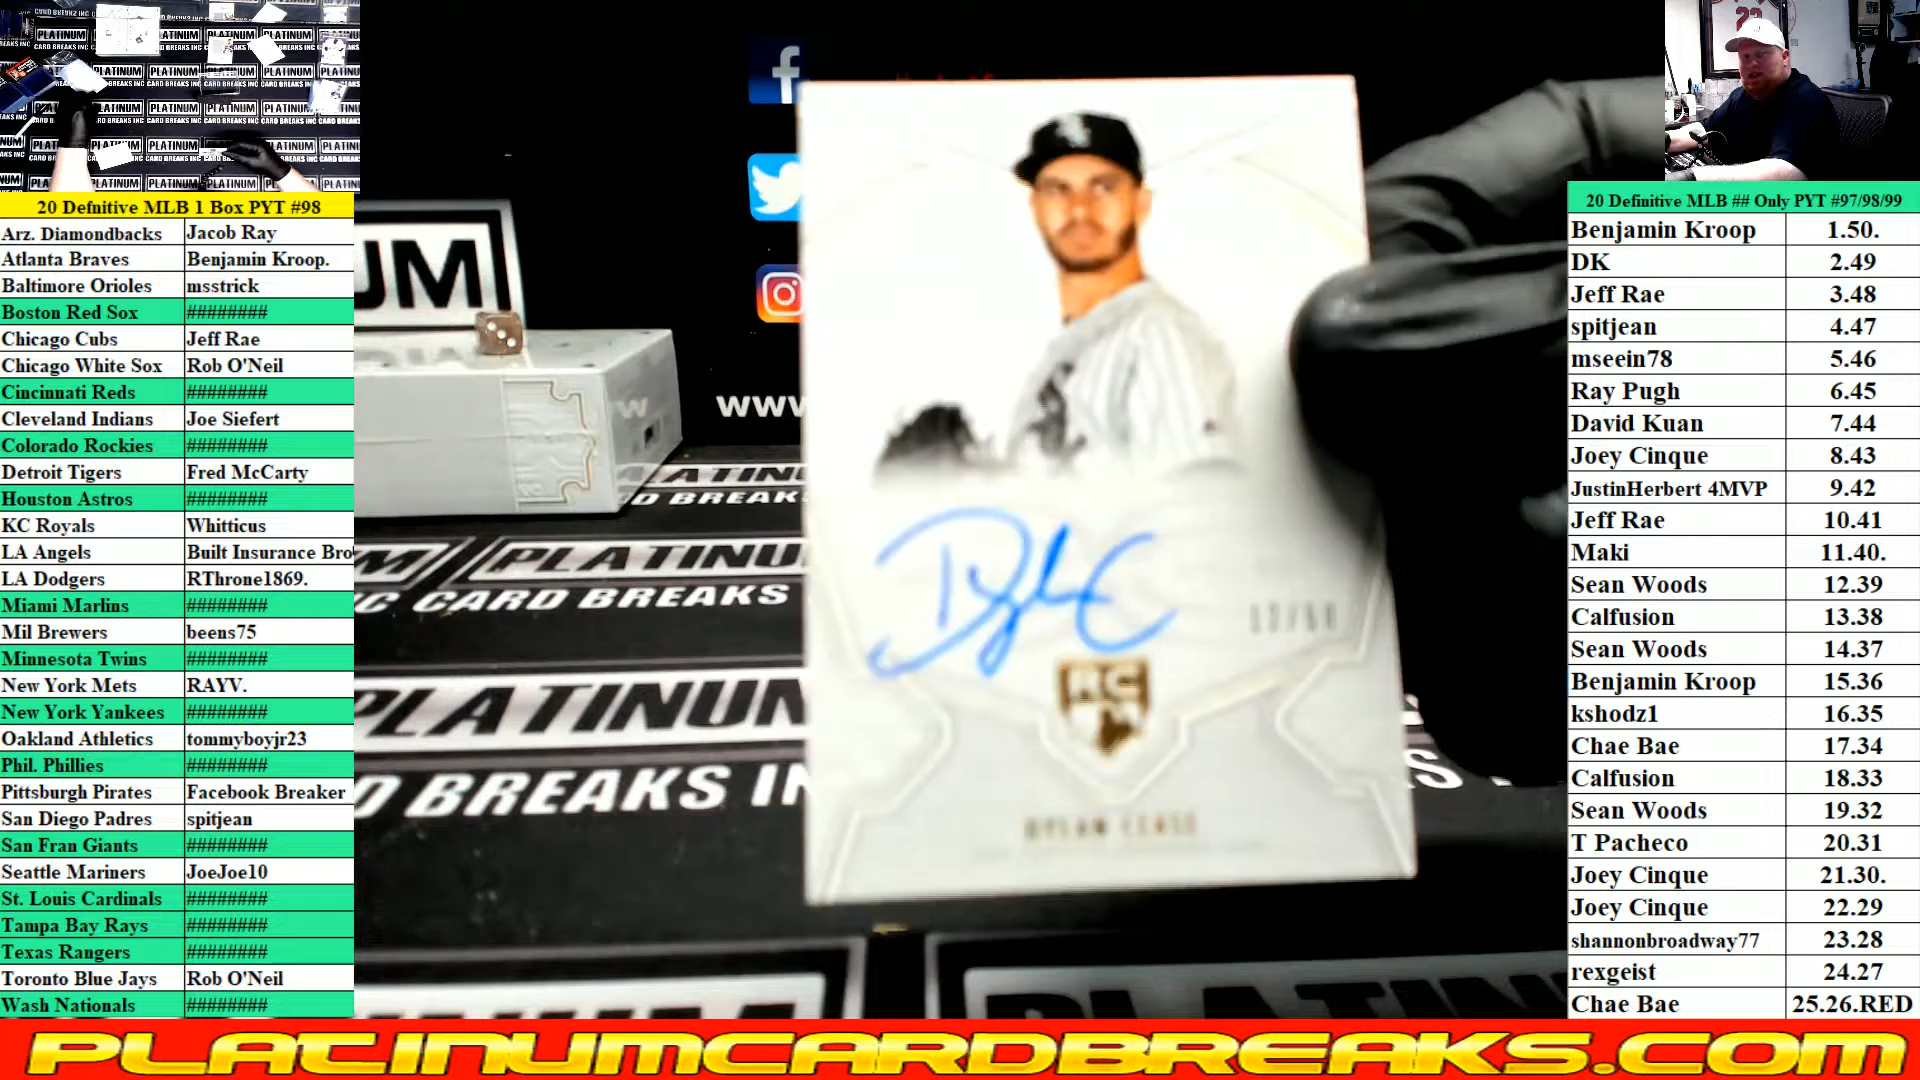 20 Defnitive MLB 1 Box PYT #98
Arz. Diamondbacks Jacob Ray
Atlanta Braves Benjamin Kroop.
Baltimore Orioles msstrick
Boston Red Sox ########
Chicago Cubs Jeff Rae
Chicago White Sox Rob O'Neil
Cincinnati Reds ########
Cleveland Indians Joe Siefert
Colorado Rockies ########
Detroit Tigers Fred McCarty
Houston Astros ########
KC Royals Whitticus
LA Angels Built Insurance Bro
LA Dodgers RThrone1869.
Miami Marlins ########
Mil Brewers beens75
Minnesota Twins ########
New York Mets RAYV.
New York Yankees ########
Oakland Athletics tommyboyjr23
Phil. Phillies ########
Pittsburgh Pirates Facebook Breaker
San Diego Padres spitjean
San Fran Giants ########
Seattle Mariners JoeJoe10
St. Louis Cardinals ########
Tampa Bay Rays ########
Texas Rangers ########
Toronto Blue Jays Rob O'Neil
Wash Nationals ########
UM
WWW
PLATINU
C CARD BREAKS
PLATINUM
D BREAKS IN
RC
DYLAN CEASE
20 Definitive MLB ## Only PYT #97/98/99
Benjamin Kroop 1.50.
DK 2.49
Jeff Rae 3.48
spitjean 4.47
mseein78 5.46
Ray Pugh 6.45
David Kuan 7.44
Joey Cinque 8.43
JustinHerbert 4MVP 9.42
Jeff Rae 10.41
Maki 11.40.
Sean Woods 12.39
Calfusion 13.38
Sean Woods 14.37
Benjamin Kroop 15.36
kshodz1 16.35
Chae Bae 17.34
Calfusion 18.33
Sean Woods 19.32
T Pacheco 20.31
Joey Cinque 21.30.
Joey Cinque 22.29
shannonbroadway77 23.28
rexgeist 24.27
Chae Bae 25.26.RED
PLATINUMCARDBREAKS.COM